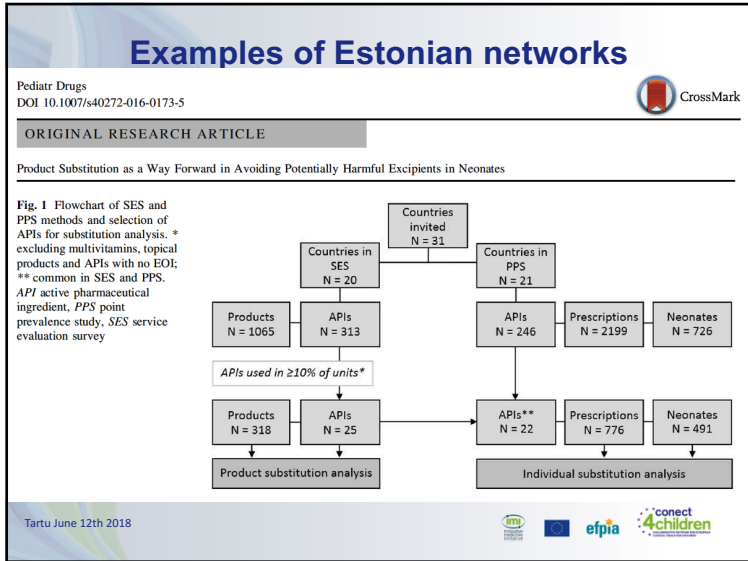 Examples of Estonian networks
Pediatr Drugs
DOI 10.1007/s40272-016-0173-5
CrossMark
ORIGINAL RESEARCH ARTICLE
Product Substitution as a Way Forward in Avoiding Potentially Harmful Excipients in Neonates
Fig. 1 Flowchart of SES and
PPS methods and selection of
APIs for substitution analysis. *
excluding multivitamins, topical
products and APIs with no EOI;
** common in SES and PPS.
API active pharmaceutical
ingredient, PPS point
prevalence study, SES service
evaluation survey
Countries
invited
N = 31
Countries in
SES
N = 20
Countries in
PPS
N = 21
Products
N = 1065
APIs
N = 313
APIs
N = 246
Prescriptions
N = 2199
Neonates
N = 726
APIs used in ≥10% of units*
Products
N = 318
APIs
N = 25
APIs**
N = 22
Prescriptions
N = 776
Neonates
N = 491
Product substitution analysis
Individual substitution analysis
Tartu June 12th 2018
imi
efpia
conect
4children